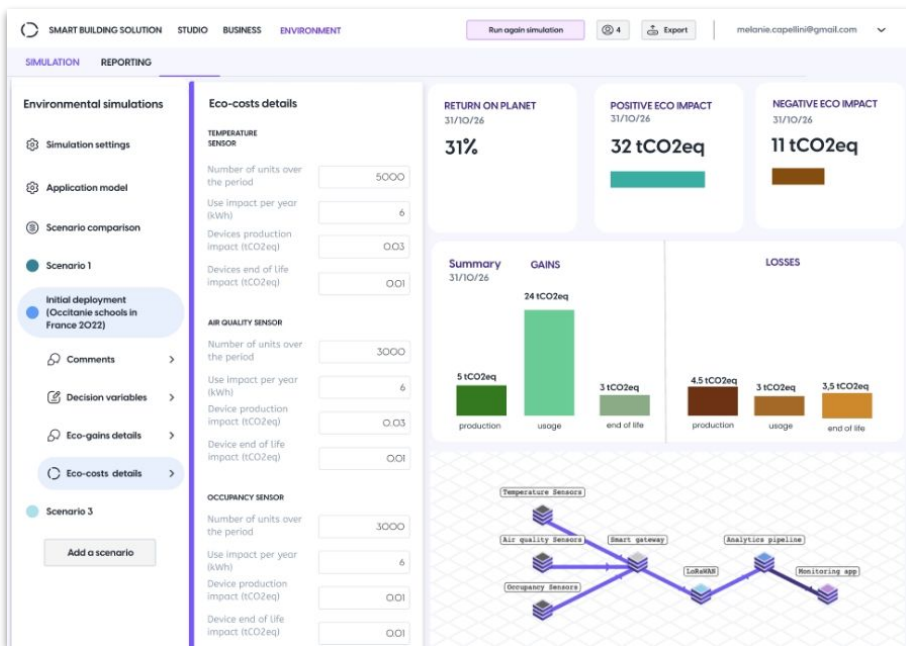 SMART BUILDING SOLUTION STUDIO BUSINESS ENVIRONMENT Run again simulation 4 Export melanie.capellini@gmail.com
SIMULATION REPORTING
Environmental simulations
Simulation settings
Application model
Scenario comparison
Scenario 1
Initial deployment
(Occitanie schools in
France 2022)
Comments
Decision variables
Eco-gains details
Eco-costs details
Scenario 3
Add a scenario
Eco-costs details
TEMPERATURE
SENSOR
Number of units over
the period
5000
Use impact per year
(kWh)
6
Devices production
impact (tCO2eq)
0.03
Devices end of life
impact (tCO2eq)
0.01
AIR QUALITY SENSOR
Number of units over
the period
3000
Use impact per year
(kWh)
6
Device production
impact (tCO2eq)
0.03
Device end of life
impact (tCO2eq)
0.01
OCCUPANCY SENSOR
Number of units over
the period
3000
Use impact per year
(kWh)
6
Device production
impact (tCO2eq)
0.01
Device end of life
impact (tCO2eq)
0.01
RETURN ON PLANET
31/10/26
31%
POSITIVE ECO IMPACT
31/10/26
32 tCO2eq
NEGATIVE ECO IMPACT
31/10/26
11 tCO2eq
Summary
31/10/26
GAINS
5 tCO2eq
24 tCO2eq
3 tCO2eq
production usage end of life
LOSSES
4.5 tCO2eq
3 tCO2eq
3,5 tCO2eq
production usage end of life
Temperature Sensors
Air quality Sensors
Occupancy Sensors
Smart gateway
LoRaWAN
Analytics pipeline
Monitoring app